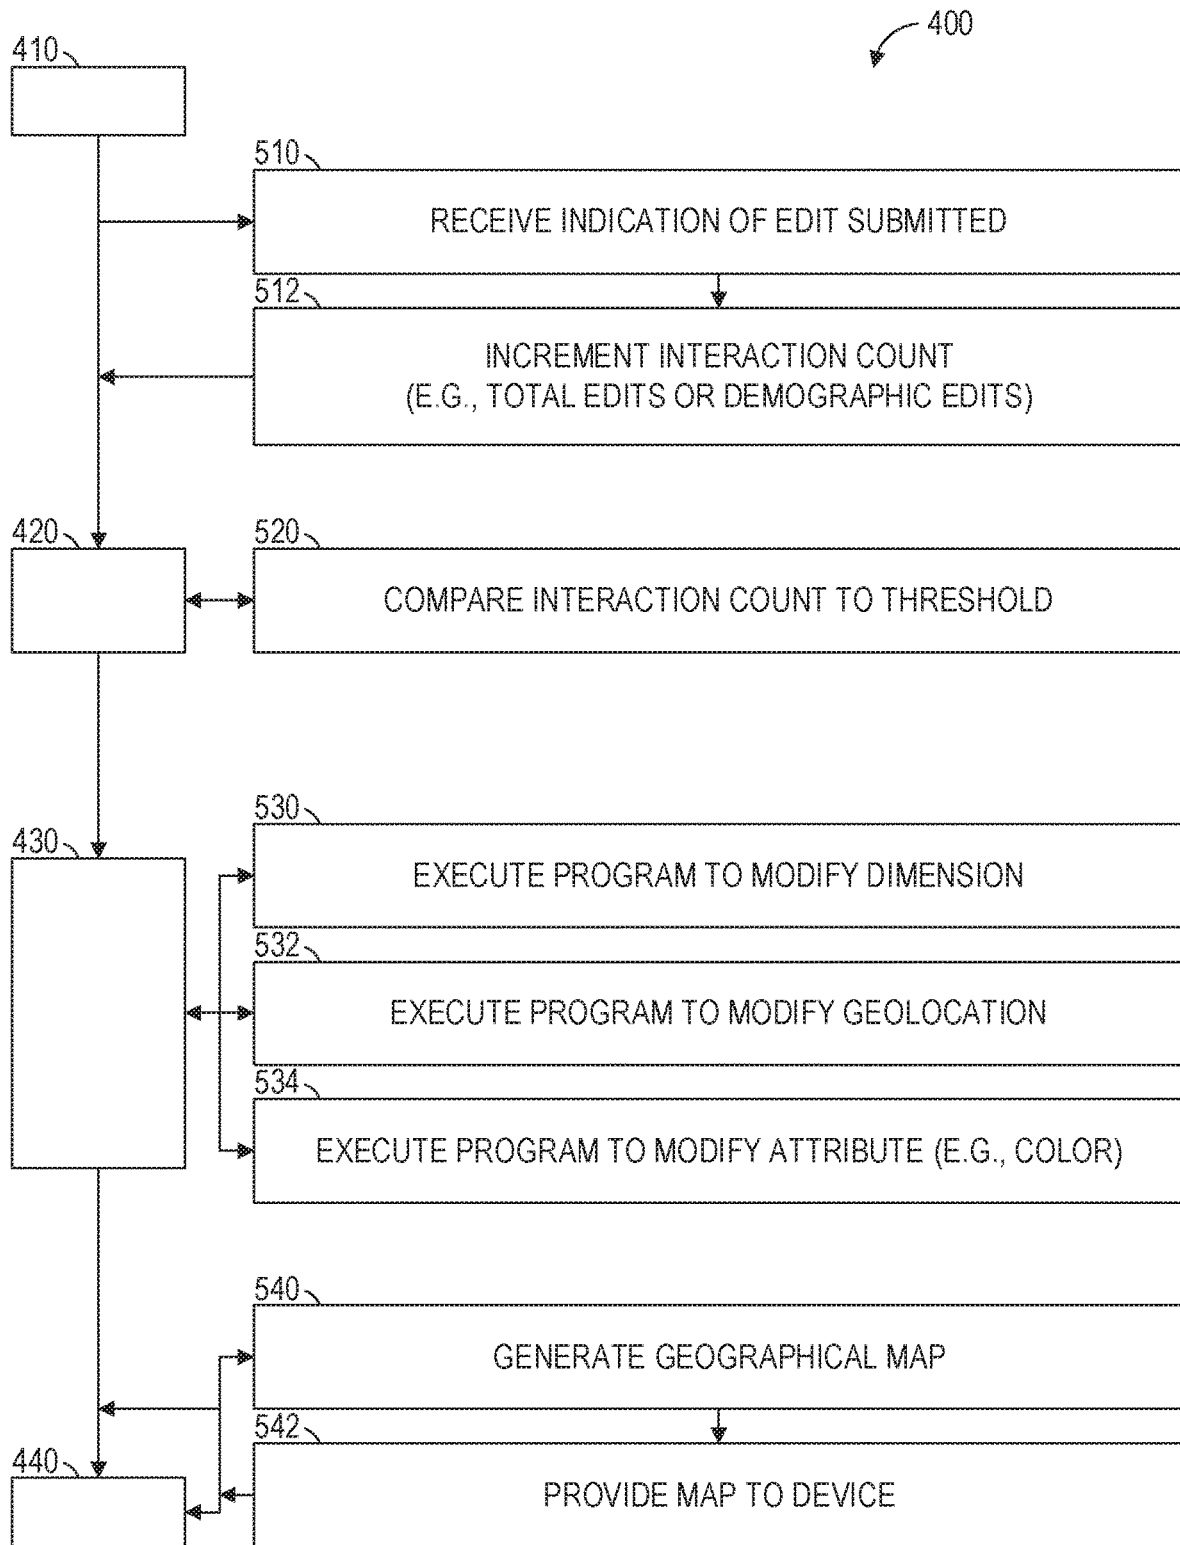 400
410
510
RECEIVE INDICATION OF EDIT SUBMITTED
512
INCREMENT INTERACTION COUNT
(E.G., TOTAL EDITS OR DEMOGRAPHIC EDITS)
420
520
COMPARE INTERACTION COUNT TO THRESHOLD
530
430
EXECUTE PROGRAM TO MODIFY DIMENSION
532
EXECUTE PROGRAM TO MODIFY GEOLOCATION
534
EXECUTE PROGRAM TO MODIFY ATTRIBUTE (E.G., COLOR)
540
GENERATE GEOGRAPHICAL MAP
542
440
PROVIDE MAP TO DEVICE